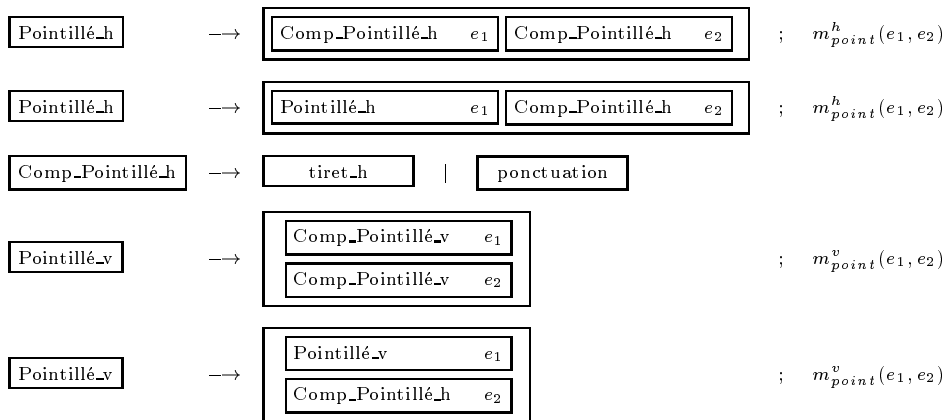 Pointillé_h → Comp_Pointillé_h e1 Comp_Pointillé_h e2 ; m^h_point(e1, e2)
Pointillé_h → Pointillé_h e1 Comp_Pointillé_h e2 ; m^h_point(e1, e2)
Comp_Pointillé_h → tiret_h | ponctuation
Comp_Pointillé_v e1
Pointillé_v → ; m^v_point(e1, e2)
Comp_Pointillé_v e2
Pointillé_v e1
Pointillé_v → ; m^v_point(e1, e2)
Comp_Pointillé_h e2